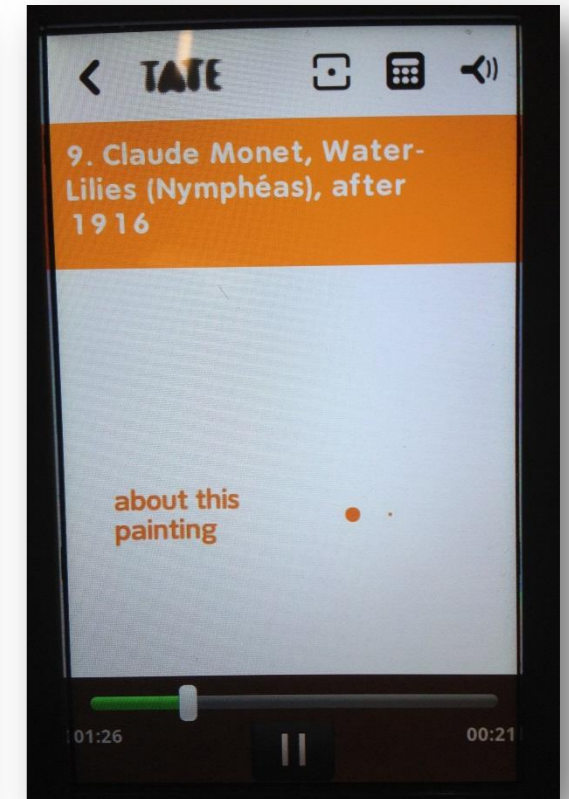 TATE
9. Claude Monet, Water-
Lilies (Nymphéas), after
1916
about this
painting
01:26
00:21